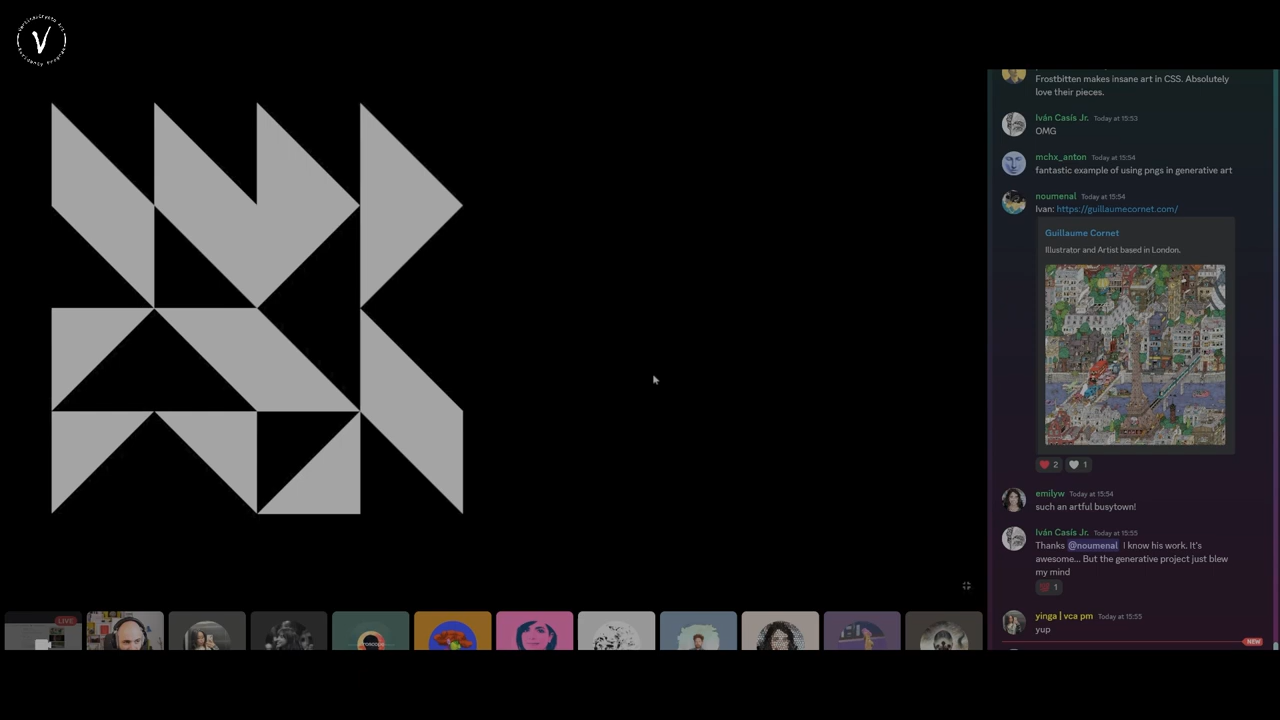 VerticalCrypto Art
Residency Program
V
Frostbitten makes insane art in CSS. Absolutely
love their pieces.
Iván Casís Jr. Today at 15:53
OMG
mchx_anton Today at 15:54
fantastic example of using pngs in generative art
noumenal Today at 15:54
Ivan: https://guillaumecornet.com/
Guillaume Cornet
Illustrator and Artist based in London.
2 1
emilyw Today at 15:54
such an artful busytown!
Iván Casís Jr. Today at 15:55
Thanks @noumenal I know his work. It's
awesome... But the generative project just blew
my mind
1
yinga | vca pm Today at 15:55
yup
NEW
LIVE